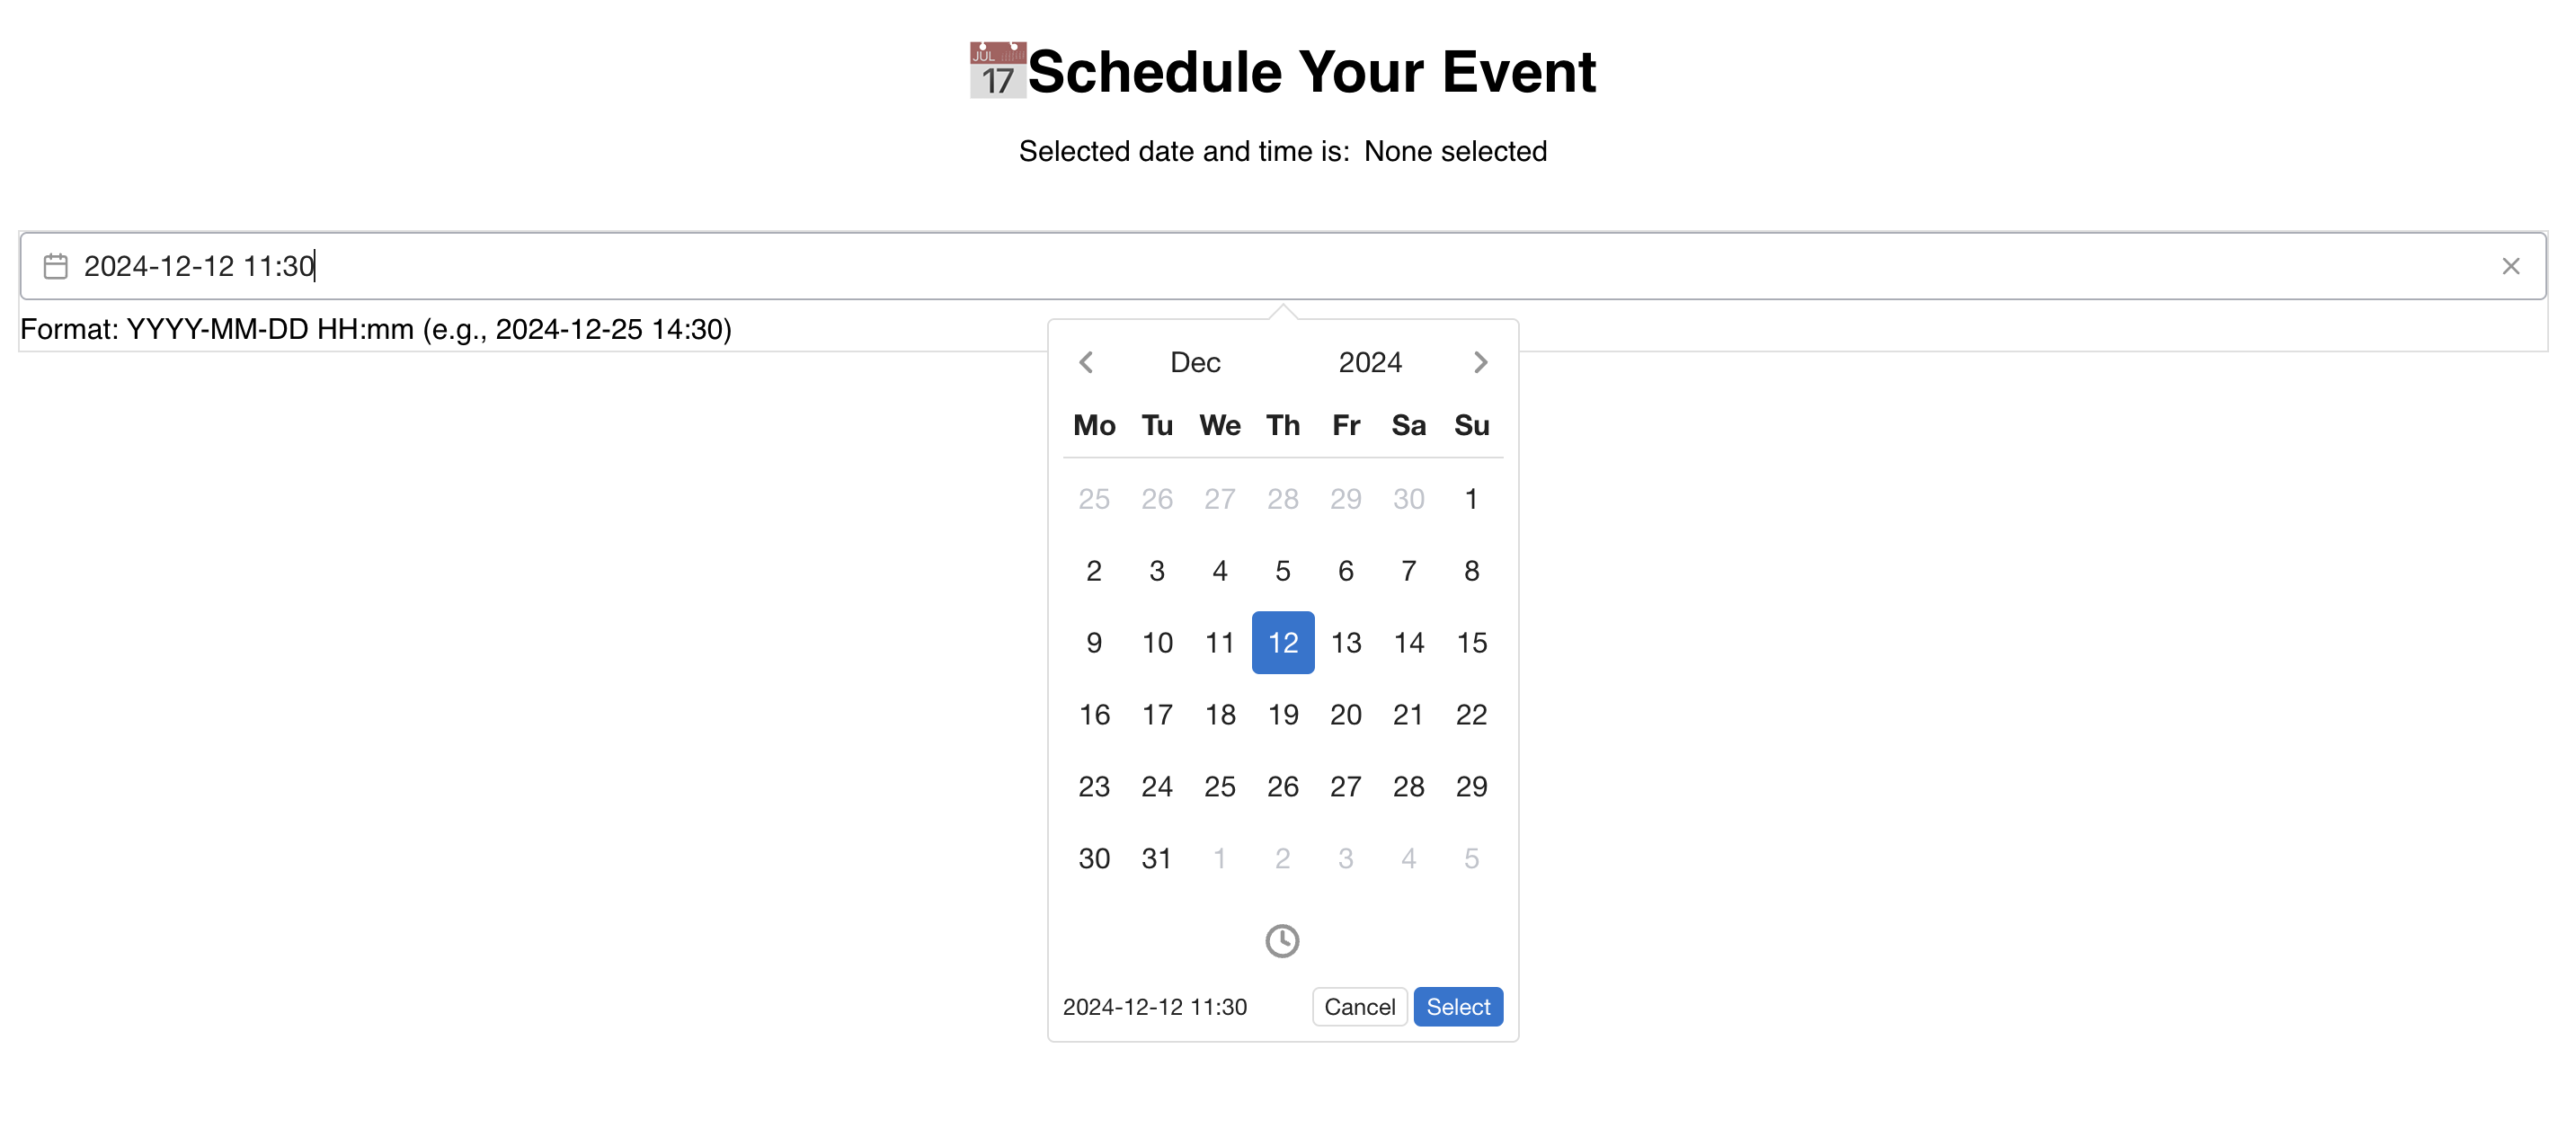 JUL
17
Schedule Your Event
Selected date and time is: None selected
2024-12-12 11:30
Format: YYYY-MM-DD HH:mm (e.g., 2024-12-25 14:30)
Dec 2024
Mo Tu We Th Fr Sa Su
25 26 27 28 29 30 1
2 3 4 5 6 7 8
9 10 11 12 13 14 15
16 17 18 19 20 21 22
23 24 25 26 27 28 29
30 31 1 2 3 4 5
2024-12-12 11:30 Cancel Select